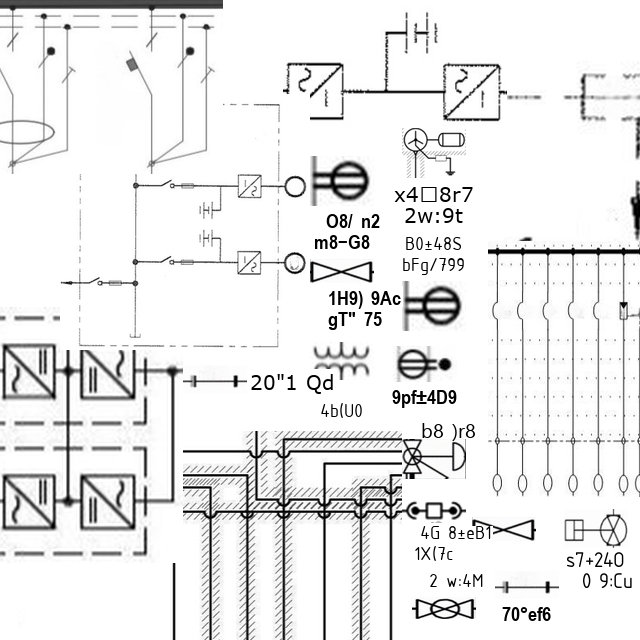 x4□8r7
2w:9t
O8/ n2
m8−G8
B0±48S
bFg/799
1H9) 9Ac
gT" 75
20"1 Qd
9pf±4D9
4b(U0
b8 )r8
4G 8±eB1
1X(7c
s7+24O
0 9:Cu
2 w:4M
70°ef6